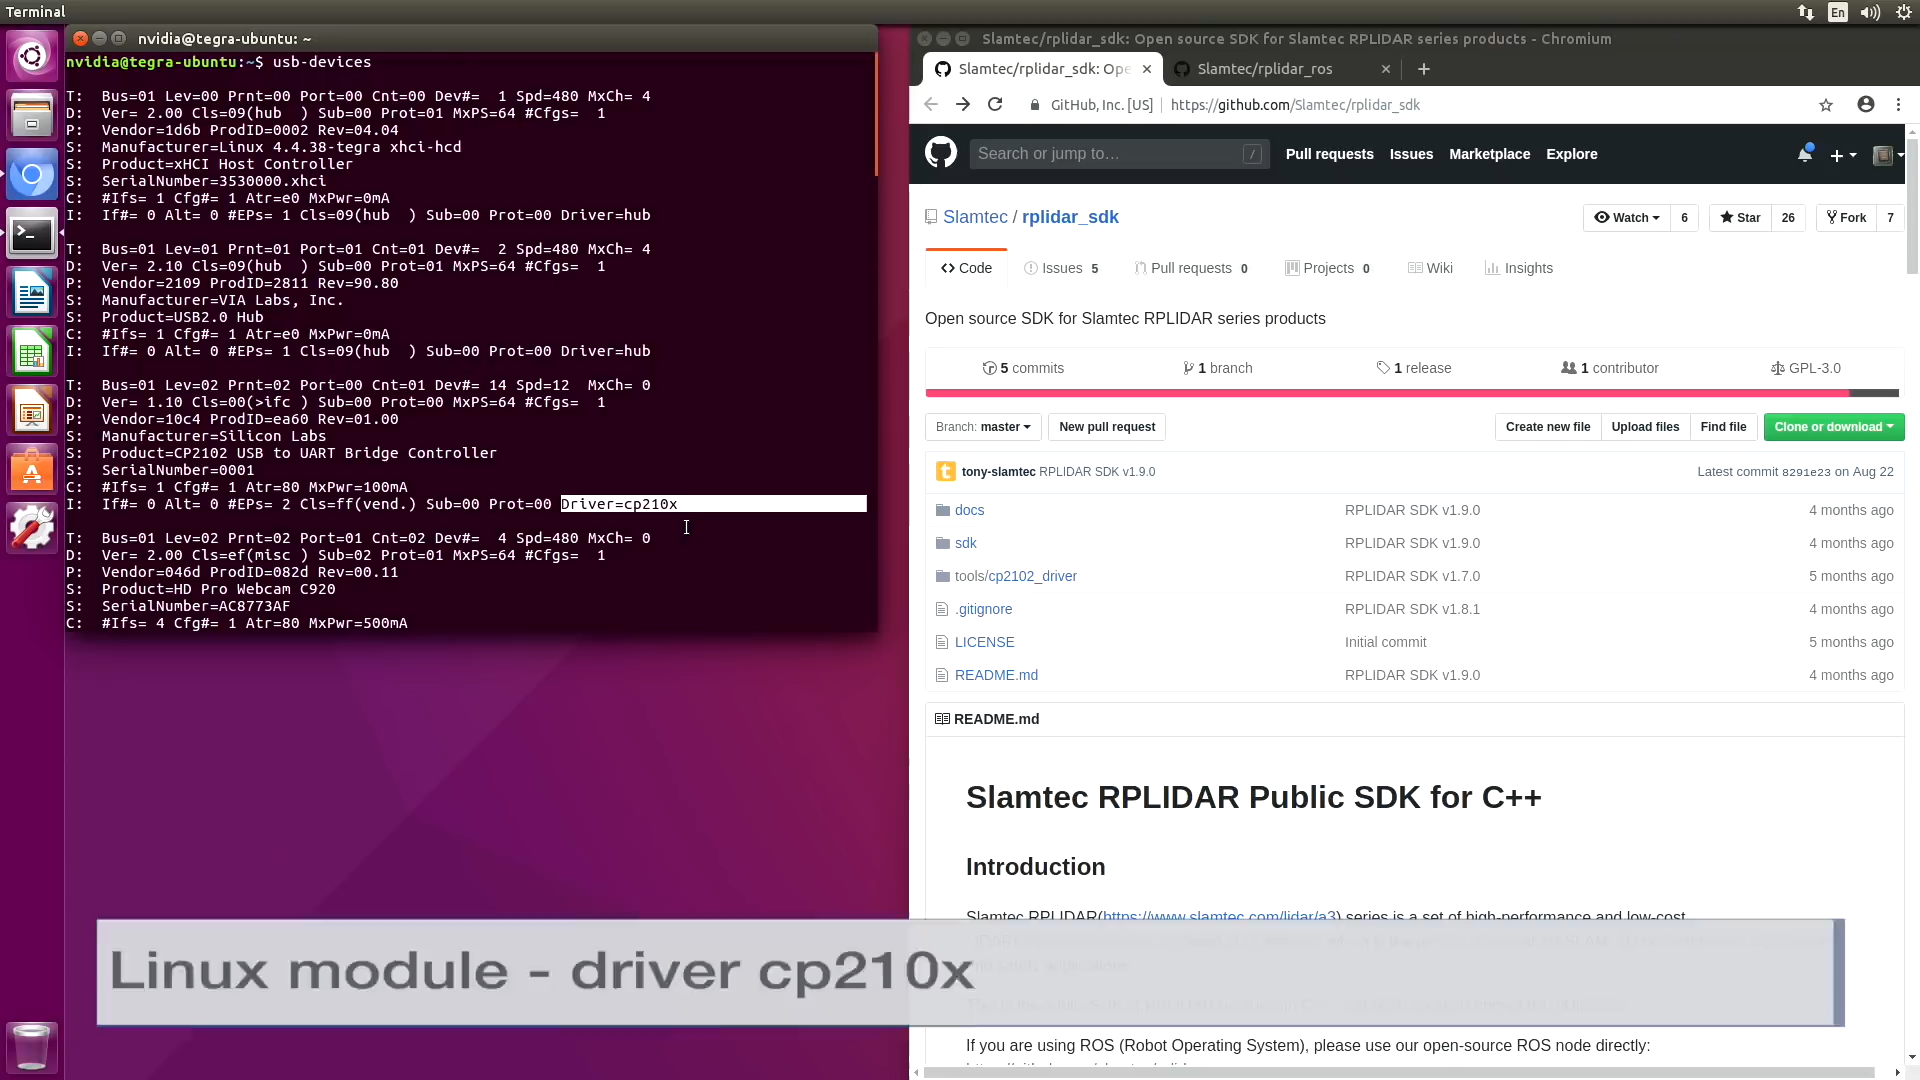 Terminal
En
nvidia@tegra-ubuntu: ~
nvidia@tegra-ubuntu:~$ usb-devices
T:  Bus=01 Lev=00 Prnt=00 Port=00 Cnt=00 Dev#=  1 Spd=480 MxCh= 4
D:  Ver= 2.00 Cls=09(hub  ) Sub=00 Prot=01 MxPS=64 #Cfgs=  1
P:  Vendor=1d6b ProdID=0002 Rev=04.04
S:  Manufacturer=Linux 4.4.38-tegra xhci-hcd
S:  Product=xHCI Host Controller
S:  SerialNumber=3530000.xhci
C:  #Ifs= 1 Cfg#= 1 Atr=e0 MxPwr=0mA
I:  If#= 0 Alt= 0 #EPs= 1 Cls=09(hub  ) Sub=00 Prot=00 Driver=hub
T:  Bus=01 Lev=01 Prnt=01 Port=01 Cnt=01 Dev#=  2 Spd=480 MxCh= 4
D:  Ver= 2.10 Cls=09(hub  ) Sub=00 Prot=01 MxPS=64 #Cfgs=  1
P:  Vendor=2109 ProdID=2811 Rev=90.80
S:  Manufacturer=VIA Labs, Inc.
S:  Product=USB2.0 Hub
C:  #Ifs= 1 Cfg#= 1 Atr=e0 MxPwr=0mA
I:  If#= 0 Alt= 0 #EPs= 1 Cls=09(hub  ) Sub=00 Prot=00 Driver=hub
T:  Bus=01 Lev=02 Prnt=02 Port=00 Cnt=01 Dev#= 14 Spd=12  MxCh= 0
D:  Ver= 1.10 Cls=00(>ifc ) Sub=00 Prot=00 MxPS=64 #Cfgs=  1
P:  Vendor=10c4 ProdID=ea60 Rev=01.00
S:  Manufacturer=Silicon Labs
S:  Product=CP2102 USB to UART Bridge Controller
S:  SerialNumber=0001
C:  #Ifs= 1 Cfg#= 1 Atr=80 MxPwr=100mA
I:  If#= 0 Alt= 0 #EPs= 2 Cls=ff(vend.) Sub=00 Prot=00 Driver=cp210x
T:  Bus=01 Lev=02 Prnt=02 Port=01 Cnt=02 Dev#=  4 Spd=480 MxCh= 0
D:  Ver= 2.00 Cls=ef(misc ) Sub=02 Prot=01 MxPS=64 #Cfgs=  1
P:  Vendor=046d ProdID=082d Rev=00.11
S:  Product=HD Pro Webcam C920
S:  SerialNumber=AC8773AF
C:  #Ifs= 4 Cfg#= 1 Atr=80 MxPwr=500mA
Slamtec/rplidar_sdk: Open source SDK for Slamtec RPLIDAR series products - Chromium
Slamtec/rplidar_sdk: Ope
Slamtec/rplidar_ros
GitHub, Inc. [US] | https://github.com/Slamtec/rplidar_sdk
Search or jump to… /
Pull requests Issues Marketplace Explore
Slamtec / rplidar_sdk
Watch 6 Star 26 Fork 7
Code Issues 5 Pull requests 0 Projects 0 Wiki Insights
Open source SDK for Slamtec RPLIDAR series products
5 commits 1 branch 1 release 1 contributor GPL-3.0
Branch: master New pull request Create new file Upload files Find file Clone or download
tony-slamtec RPLIDAR SDK v1.9.0 Latest commit 8291e23 on Aug 22
docs RPLIDAR SDK v1.9.0 4 months ago
sdk RPLIDAR SDK v1.9.0 4 months ago
tools/cp2102_driver RPLIDAR SDK v1.7.0 5 months ago
.gitignore RPLIDAR SDK v1.8.1 4 months ago
LICENSE Initial commit 5 months ago
README.md RPLIDAR SDK v1.9.0 4 months ago
README.md
Slamtec RPLIDAR Public SDK for C++
Introduction
Slamtec RPLIDAR(https://www.slamtec.com/lidar/a3) series is a set of high-performance and low-cost
Linux module - driver cp210x
If you are using ROS (Robot Operating System), please use our open-source ROS node directly: